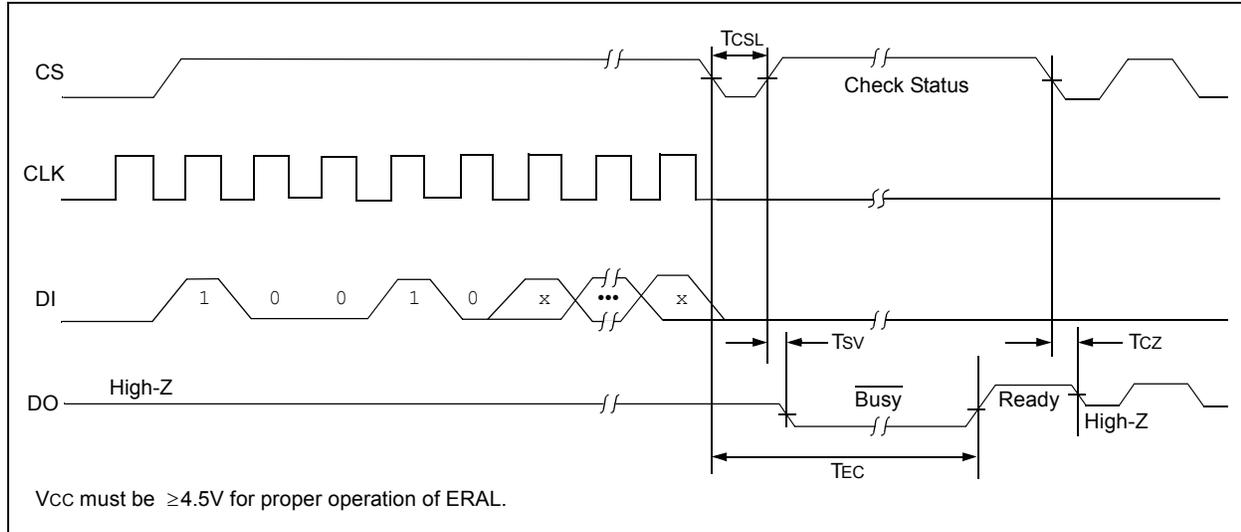 TCSL
CS
Check Status
CLK
DI
1 0 0 1 0 x ••• x
TSV
TCZ
High-Z
DO
Busy
Ready
High-Z
TEC
VCC must be ≥4.5V for proper operation of ERAL.